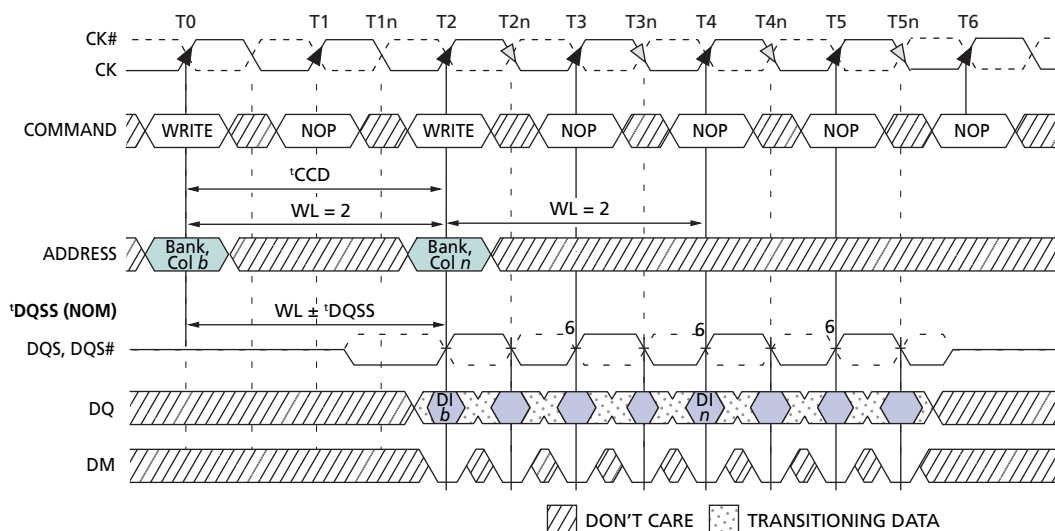 T0 T1 T1n T2 T2n T3 T3n T4 T4n T5 T5n T6
CK#
CK
COMMAND WRITE NOP WRITE NOP NOP NOP NOP
tCCD
WL = 2 WL = 2
ADDRESS Bank, Col b Bank, Col n
tDQSS (NOM) WL ± tDQSS
6 6 6
DQS, DQS#
DQ DI b DI n
DM
DON'T CARE TRANSITIONING DATA